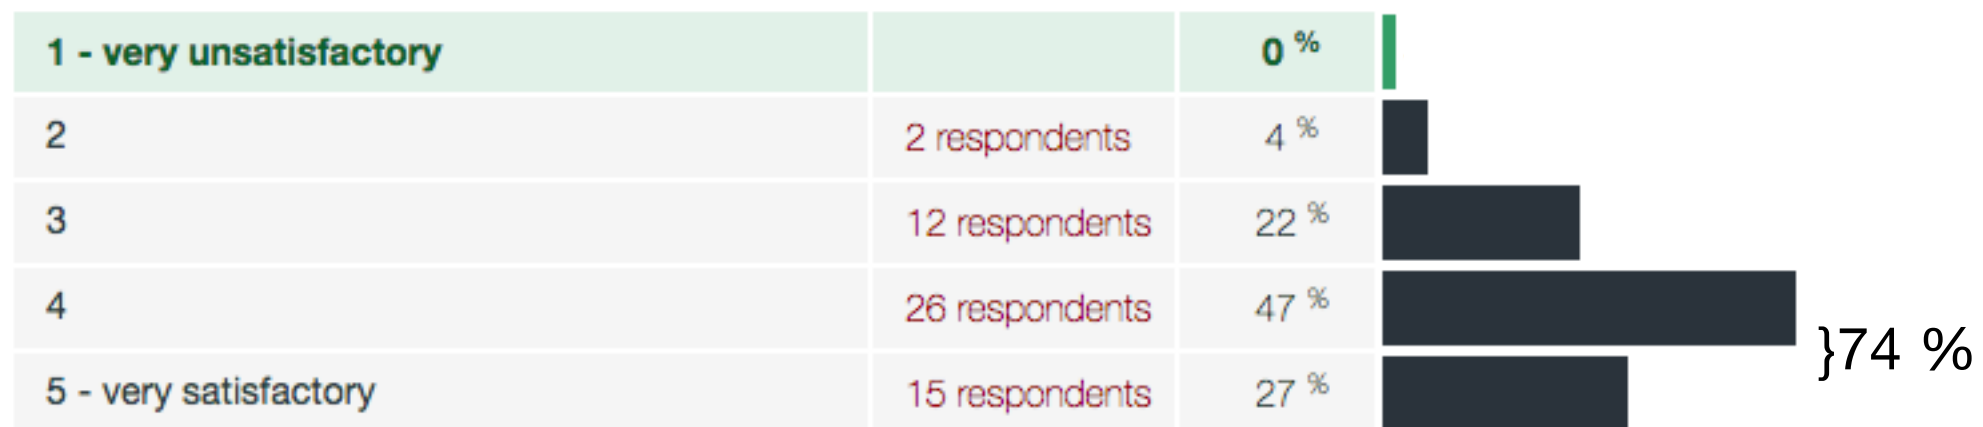 1 - very unsatisfactory 0 %
2 2 respondents 4 %
3 12 respondents 22 %
4 26 respondents 47 %
}74 %
5 - very satisfactory 15 respondents 27 %